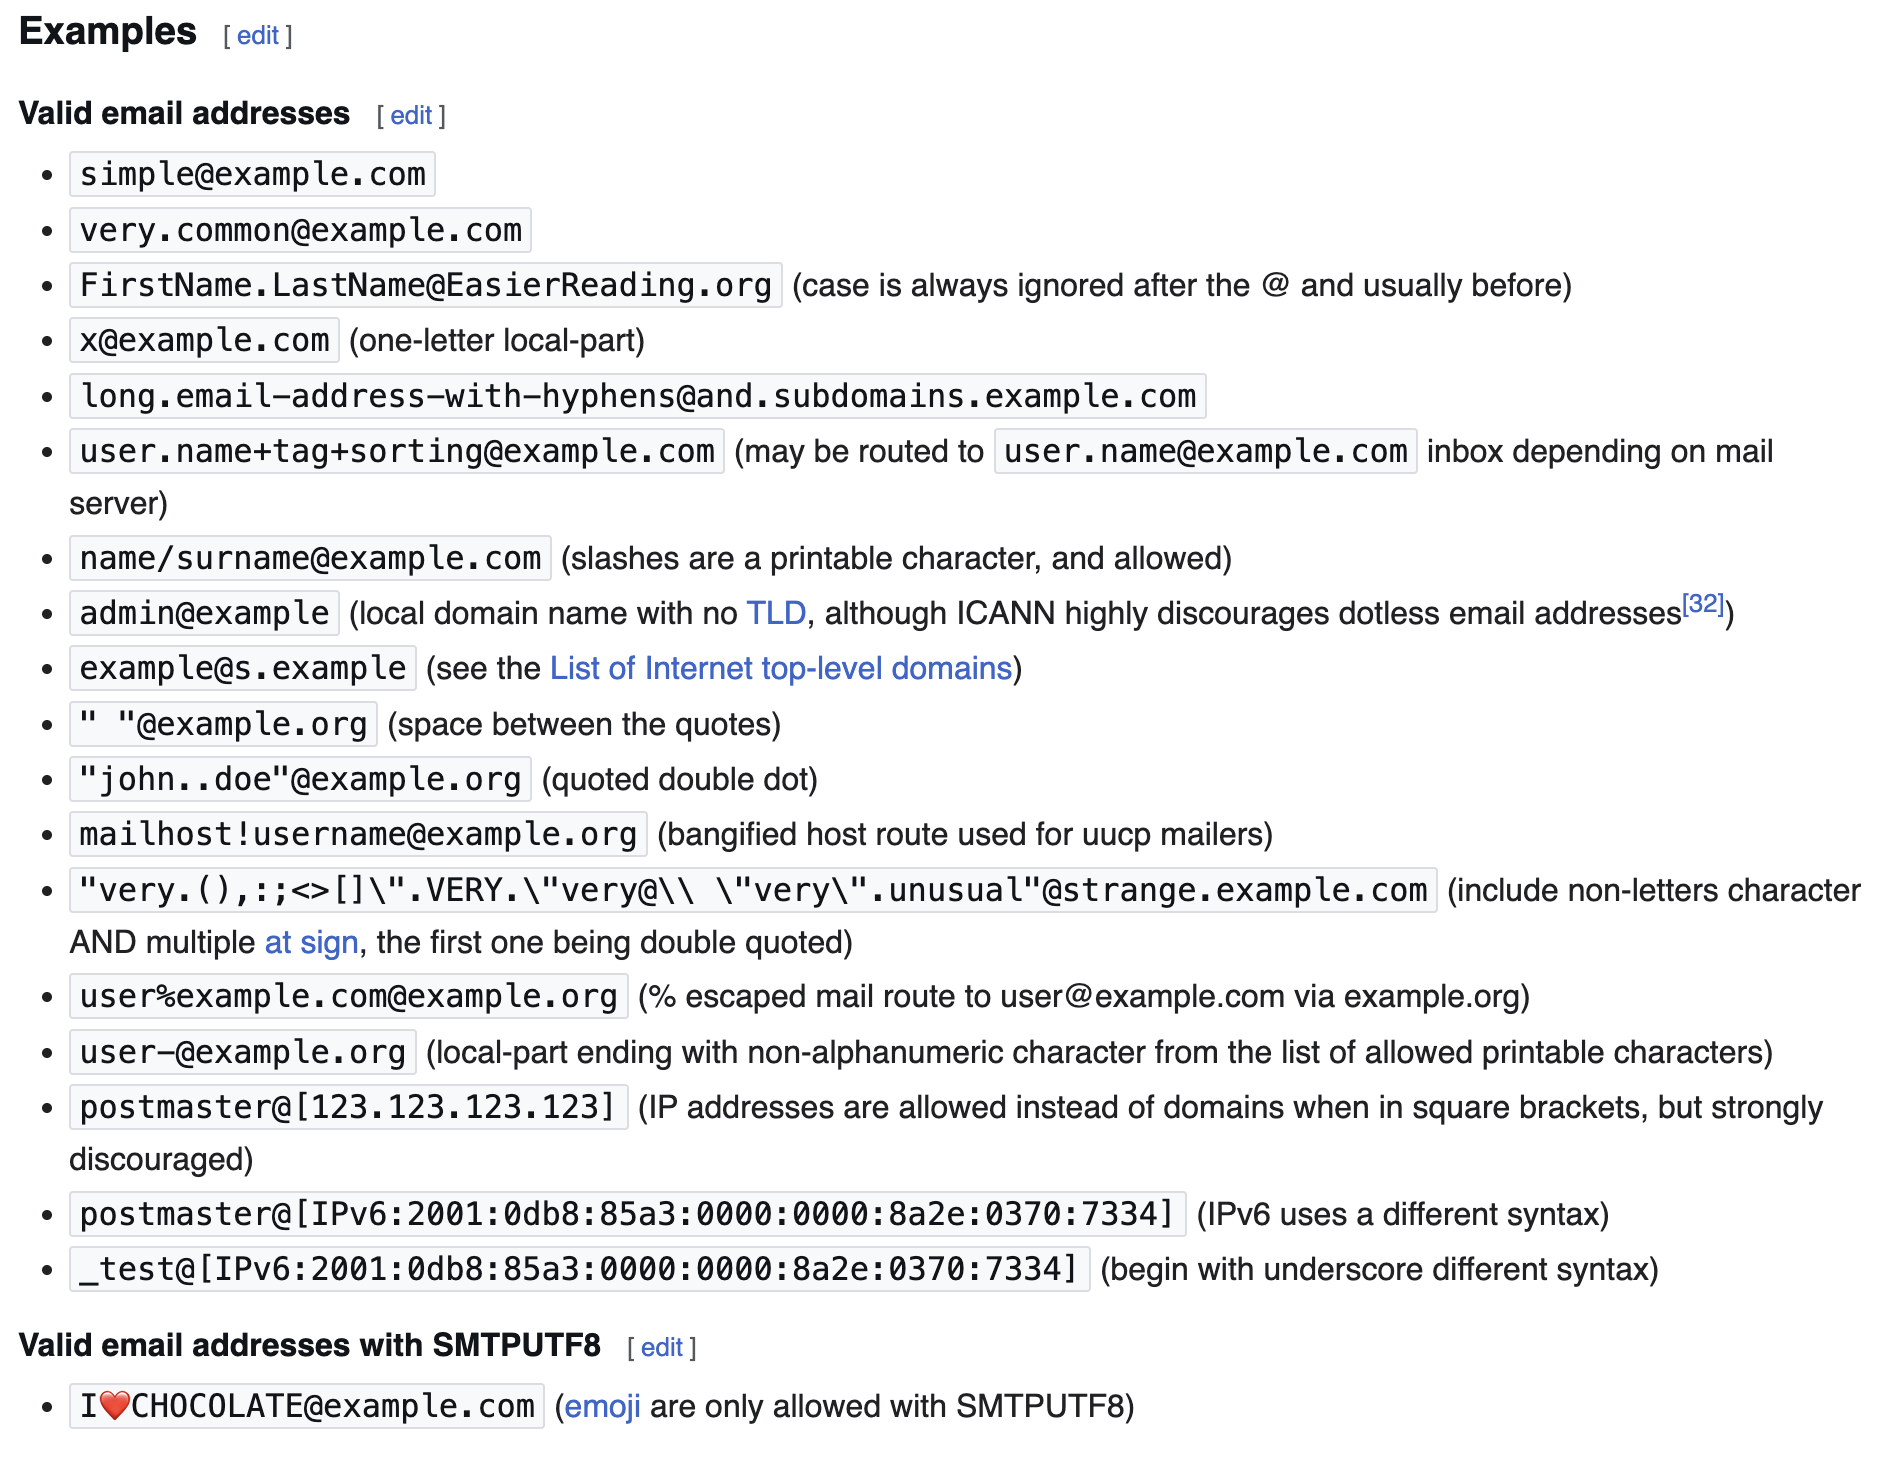 Examples [ edit ]
Valid email addresses [ edit ]
• simple@example.com
• very.common@example.com
• FirstName.LastName@EasierReading.org (case is always ignored after the @ and usually before)
• x@example.com (one-letter local-part)
• long.email-address-with-hyphens@and.subdomains.example.com
• user.name+tag+sorting@example.com (may be routed to user.name@example.com inbox depending on mail
server)
• name/surname@example.com (slashes are a printable character, and allowed)
• admin@example (local domain name with no TLD, although ICANN highly discourages dotless email addresses[32])
• example@s.example (see the List of Internet top-level domains)
• " "@example.org (space between the quotes)
• "john..doe"@example.org (quoted double dot)
• mailhost!username@example.org (bangified host route used for uucp mailers)
• "very.(),:;<>[]\".VERY.\"very@\\ \"very\".unusual"@strange.example.com (include non-letters character
AND multiple at sign, the first one being double quoted)
• user%example.com@example.org (% escaped mail route to user@example.com via example.org)
• user-@example.org (local-part ending with non-alphanumeric character from the list of allowed printable characters)
• postmaster@[123.123.123.123] (IP addresses are allowed instead of domains when in square brackets, but strongly
discouraged)
• postmaster@[IPv6:2001:0db8:85a3:0000:0000:8a2e:0370:7334] (IPv6 uses a different syntax)
• _test@[IPv6:2001:0db8:85a3:0000:0000:8a2e:0370:7334] (begin with underscore different syntax)
Valid email addresses with SMTPUTF8 [ edit ]
• I❤️CHOCOLATE@example.com (emoji are only allowed with SMTPUTF8)